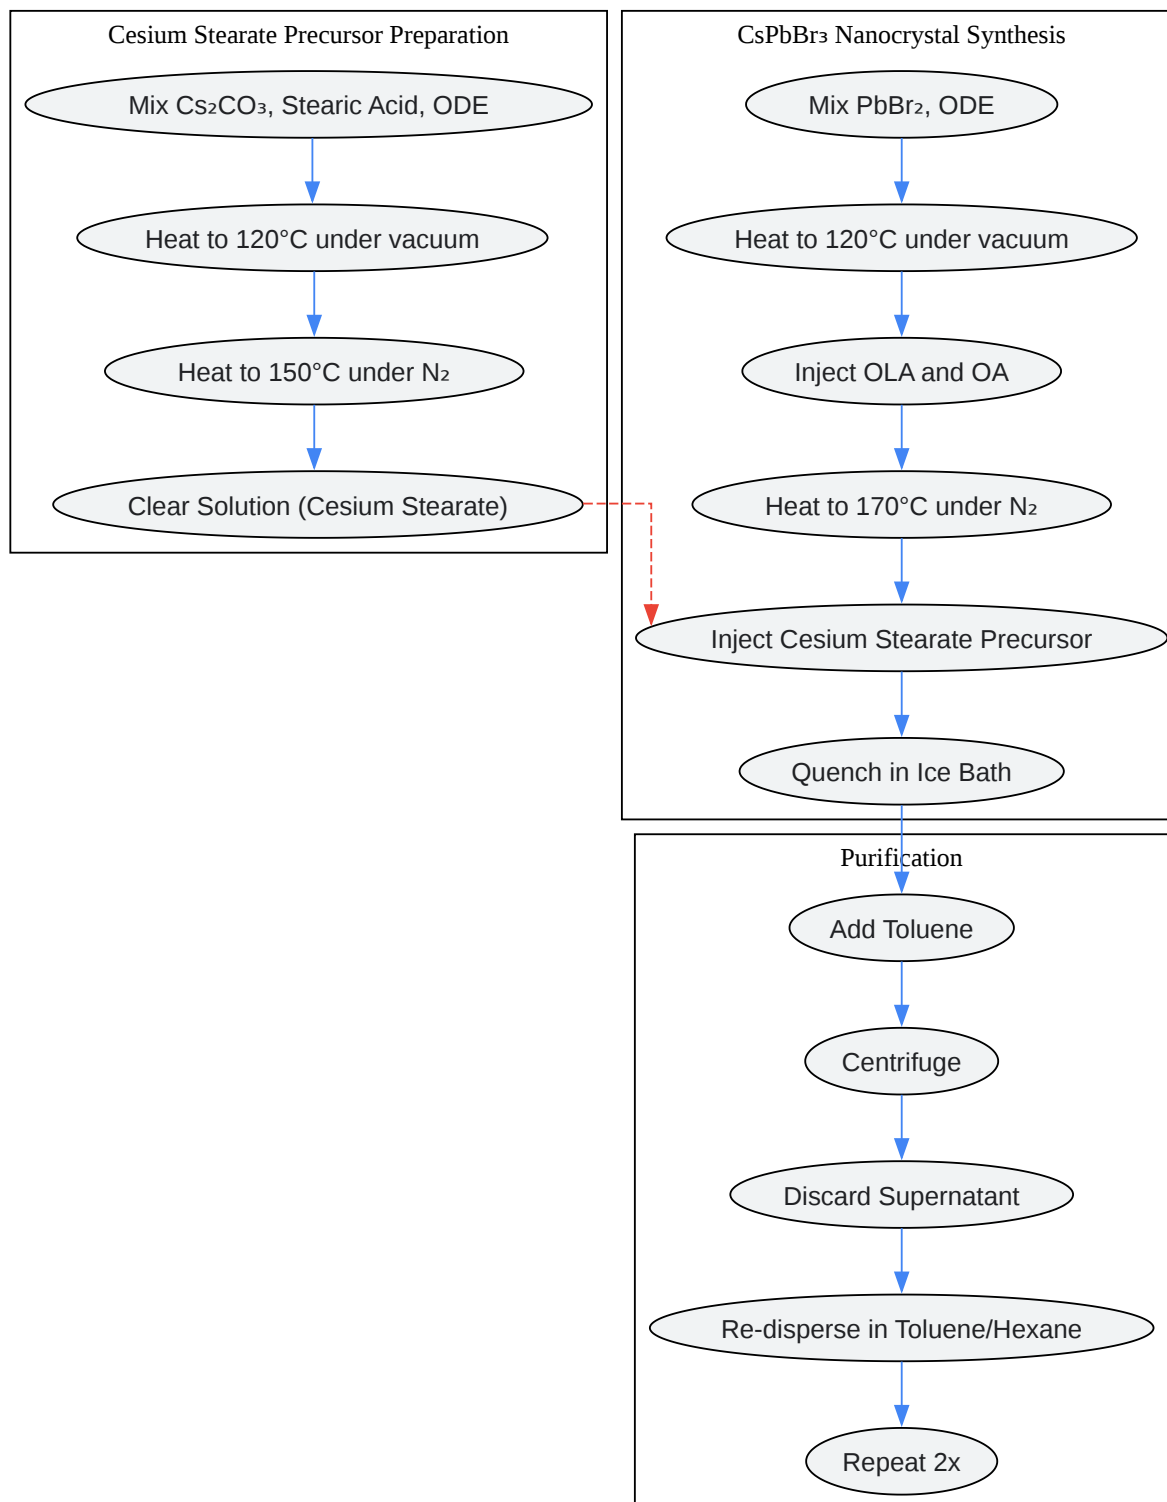 Cesium Stearate Precursor Preparation
Mix Cs₂CO₃, Stearic Acid, ODE
Heat to 120°C under vacuum
Heat to 150°C under N₂
Clear Solution (Cesium Stearate)
CsPbBr₃ Nanocrystal Synthesis
Mix PbBr₂, ODE
Heat to 120°C under vacuum
Inject OLA and OA
Heat to 170°C under N₂
Inject Cesium Stearate Precursor
Quench in Ice Bath
Purification
Add Toluene
Centrifuge
Discard Supernatant
Re-disperse in Toluene/Hexane
Repeat 2x